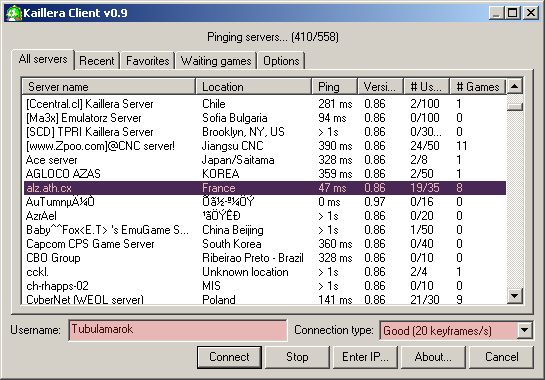 Kaillera Client v0.9
Pinging servers... (410/558)
All servers Recent Favorites Waiting games Options
Server name Location Ping Versi... # Us... # Games
[Ccentral.cl] Kaillera Server Chile 281 ms 0.86 2/100 1
[Ma3x] Emulatorz Server Sofia Bulgaria 94 ms 0.86 0/100 0
[SCD] TPRI Kaillera Server Brooklyn, NY, US > 1s 0.86 0/30... 0
[www.Zpoo.com]@CNC server! Jiangsu CNC 390 ms 0.86 24/50 11
Ace server Japan/Saitama 328 ms 0.86 2/8 1
AGLOCO AZAS KOREA 359 ms 0.86 5/100 1
alz.ath.cx France 47 ms 0.86 19/35 8
0 ms 0.97 0/16 0
AzrAel > 1s 0.86 0/20 0
Baby^^Fox<E.T> 's EmuGame S... China Beijing > 1s 0.86 1/50 0
Capcom CPS Game Server South Korea 360 ms 0.86 0/40 0
CBO Group Ribeirao Preto - Brazil 328 ms 0.86 0/10 0
cckl. Unknown location > 1s 0.86 2/4 1
ch-rhapps-02 MIS > 1s 0.86 0/100 0
CyberNet (WEOL server) Poland 141 ms 0.86 21/30 9
Username: Tubulamarok Connection type: Good (20 keyframes/s)
Connect Stop Enter IP... About... Cancel